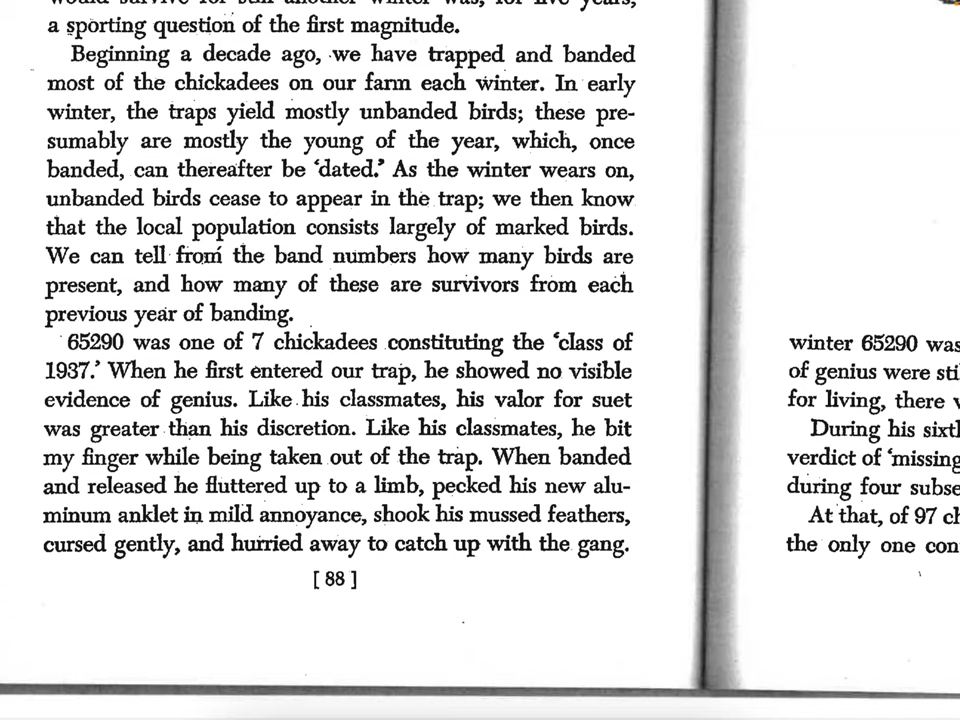 a sporting question of the first magnitude.
Beginning a decade ago, we have trapped and banded
most of the chickadees on our farm each winter. In early
winter, the traps yield mostly unbanded birds; these pre-
sumably are mostly the young of the year, which, once
banded, can thereafter be ‘dated.’ As the winter wears on,
unbanded birds cease to appear in the trap; we then know
that the local population consists largely of marked birds.
We can tell from the band numbers how many birds are
present, and how many of these are survivors from each
previous year of banding.
65290 was one of 7 chickadees constituting the ‘class of
1937.’ When he first entered our trap, he showed no visible
evidence of genius. Like his classmates, his valor for suet
was greater than his discretion. Like his classmates, he bit
my finger while being taken out of the trap. When banded
and released he fluttered up to a limb, pecked his new alu-
minum anklet in mild annoyance, shook his mussed feathers,
cursed gently, and hurried away to catch up with the gang.
[ 88 ]
winter 65290 was
of genius were
for living, there
During his
verdict of ‘missing
during four
At that, of 97
the only one